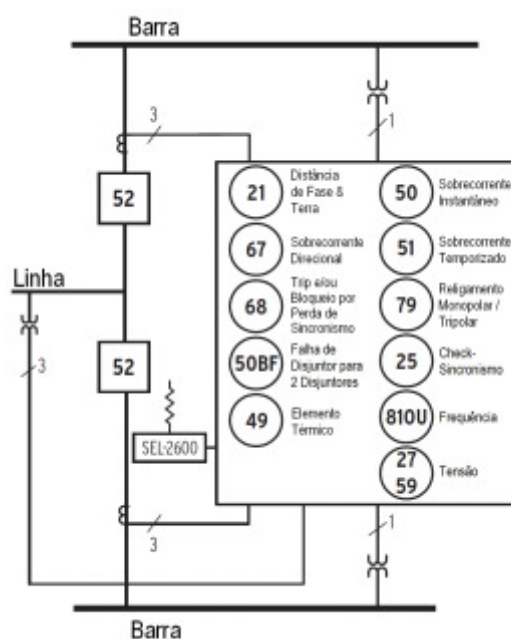 Barra
3
1
21
Distância
de Fase &
Terra
50
Sobrecorrente
Instantâneo
52
67
Sobrecorrente
Direcional
51
Sobrecorrente
Temporizado
Linha
68
Trip e/ou
Bloqueio por
Perda de
Sincronismo
79
Religamento
Monopolar /
Tripolar
3
52
50BF
Falha de
Disjuntor para
2 Disjuntores
25
Check-
Sincronismo
49
Elemento
Térmico
81OU
Frequência
SEL-2600
27
59
Tensão
3
1
Barra